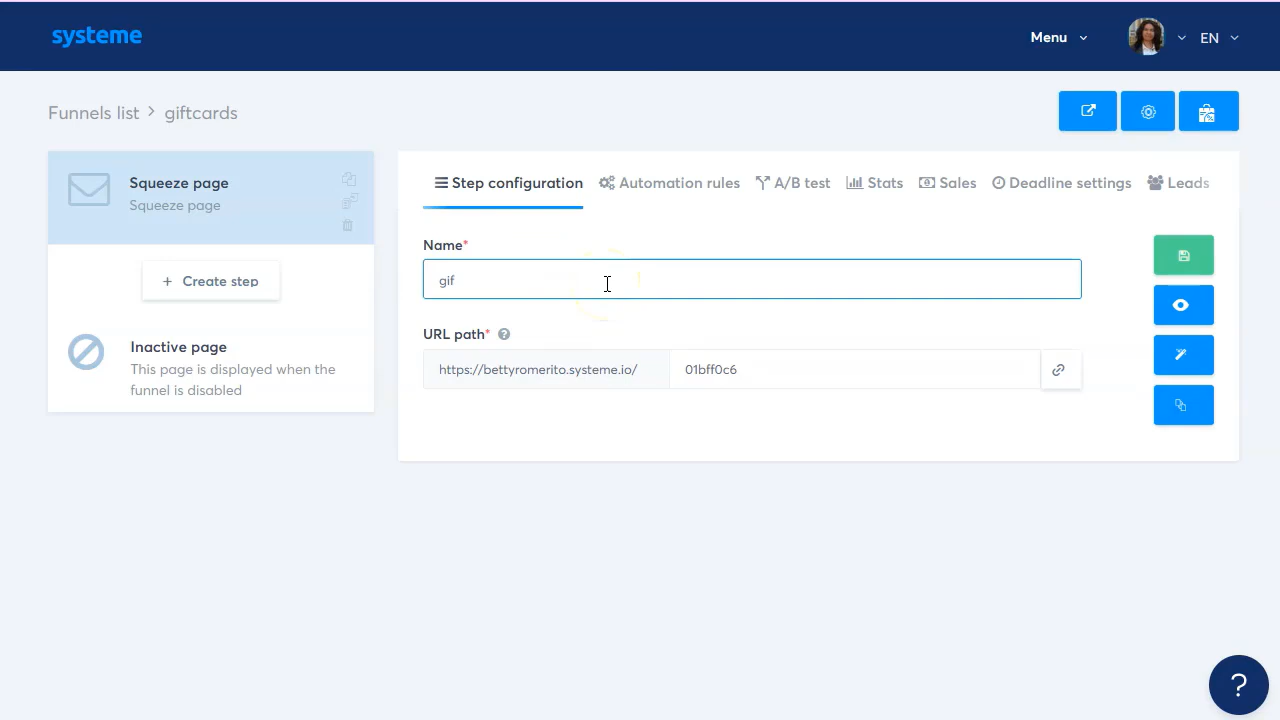 systeme
Menu
EN
Funnels list > giftcards
Squeeze page
Squeeze page
+ Create step
Inactive page
This page is displayed when the
funnel is disabled
Step configuration
Automation rules
A/B test
Stats
Sales
Deadline settings
Leads
Name*
gif
URL path* ?
https://bettyromerito.systeme.io/
01bff0c6
?